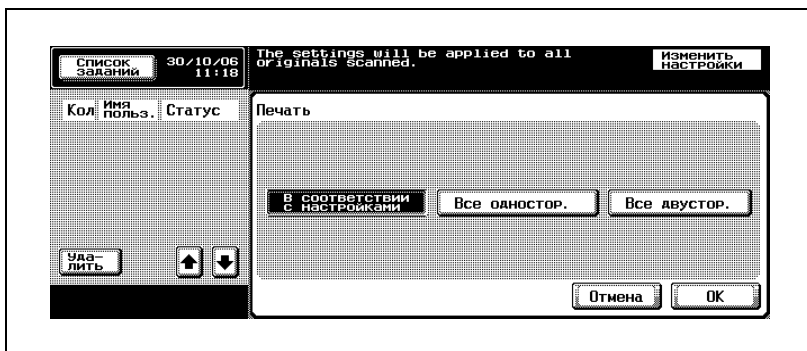 Список
заданий
30/10/06
11:18
The settings will be applied to all
originals scanned.
Изменить
настройки
Кол
Имя
польз.
Статус
Печать
В соответствии
с настройками
Все одностор.
Все двустор.
Уда-
лить
Отмена
OK